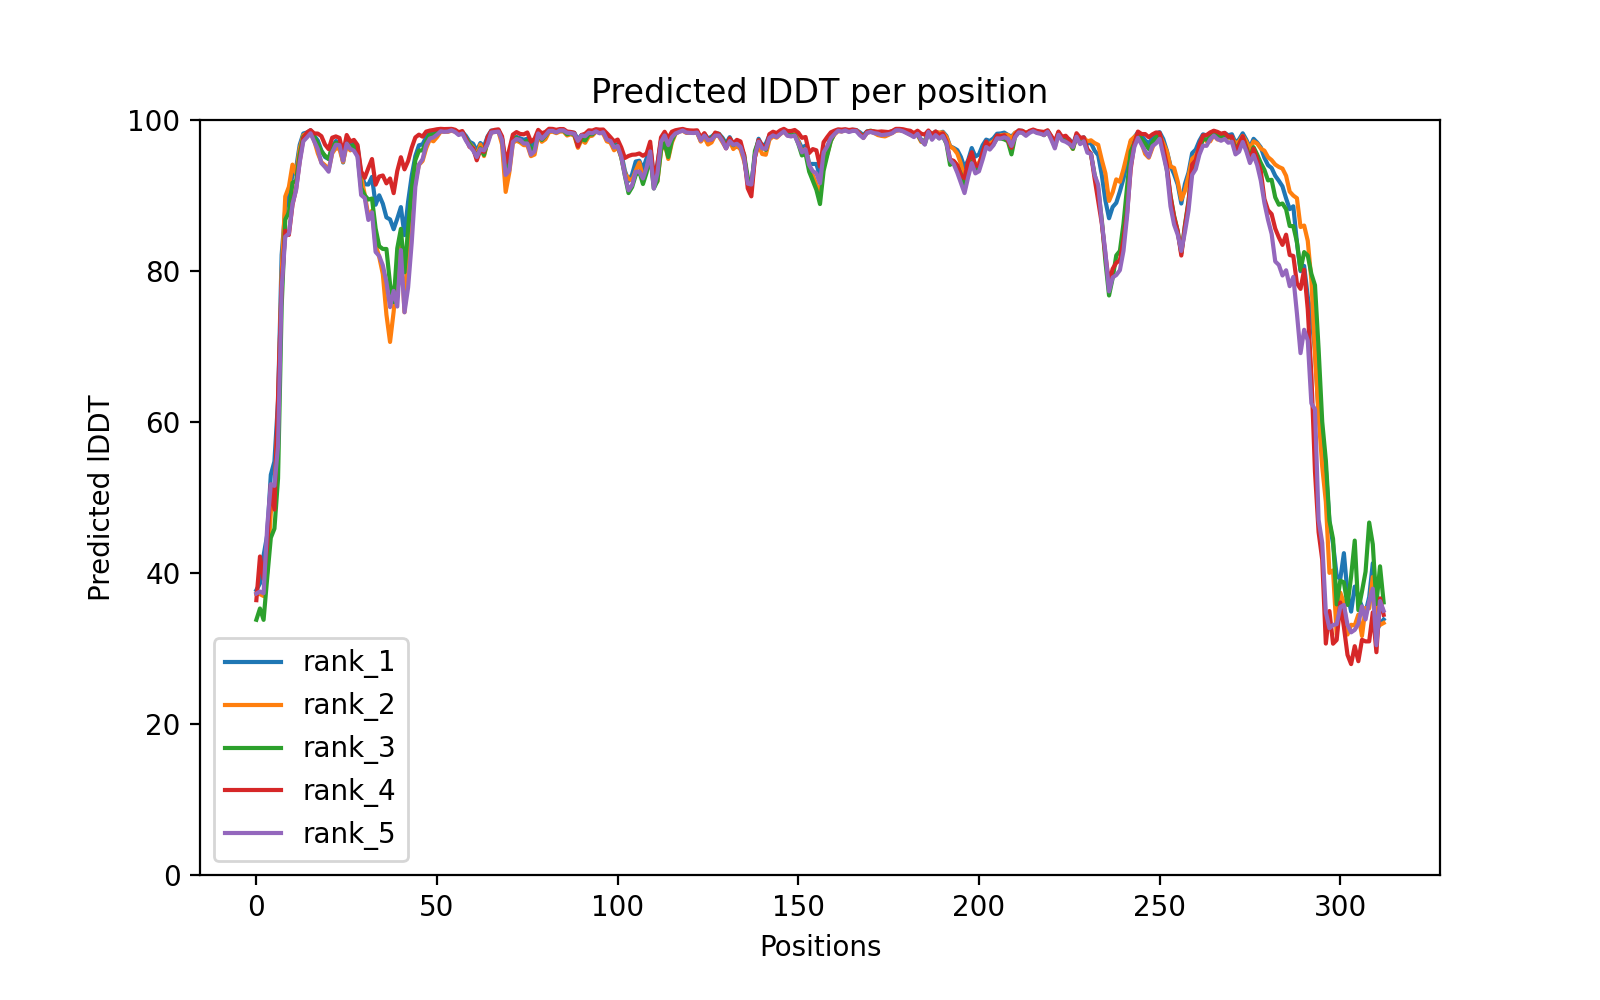 Predicted lDDT per position
100
80
60
40
20
0
Predicted lDDT
rank_1
rank_2
rank_3
rank_4
rank_5
0 50 100 150 200 250 300
Positions